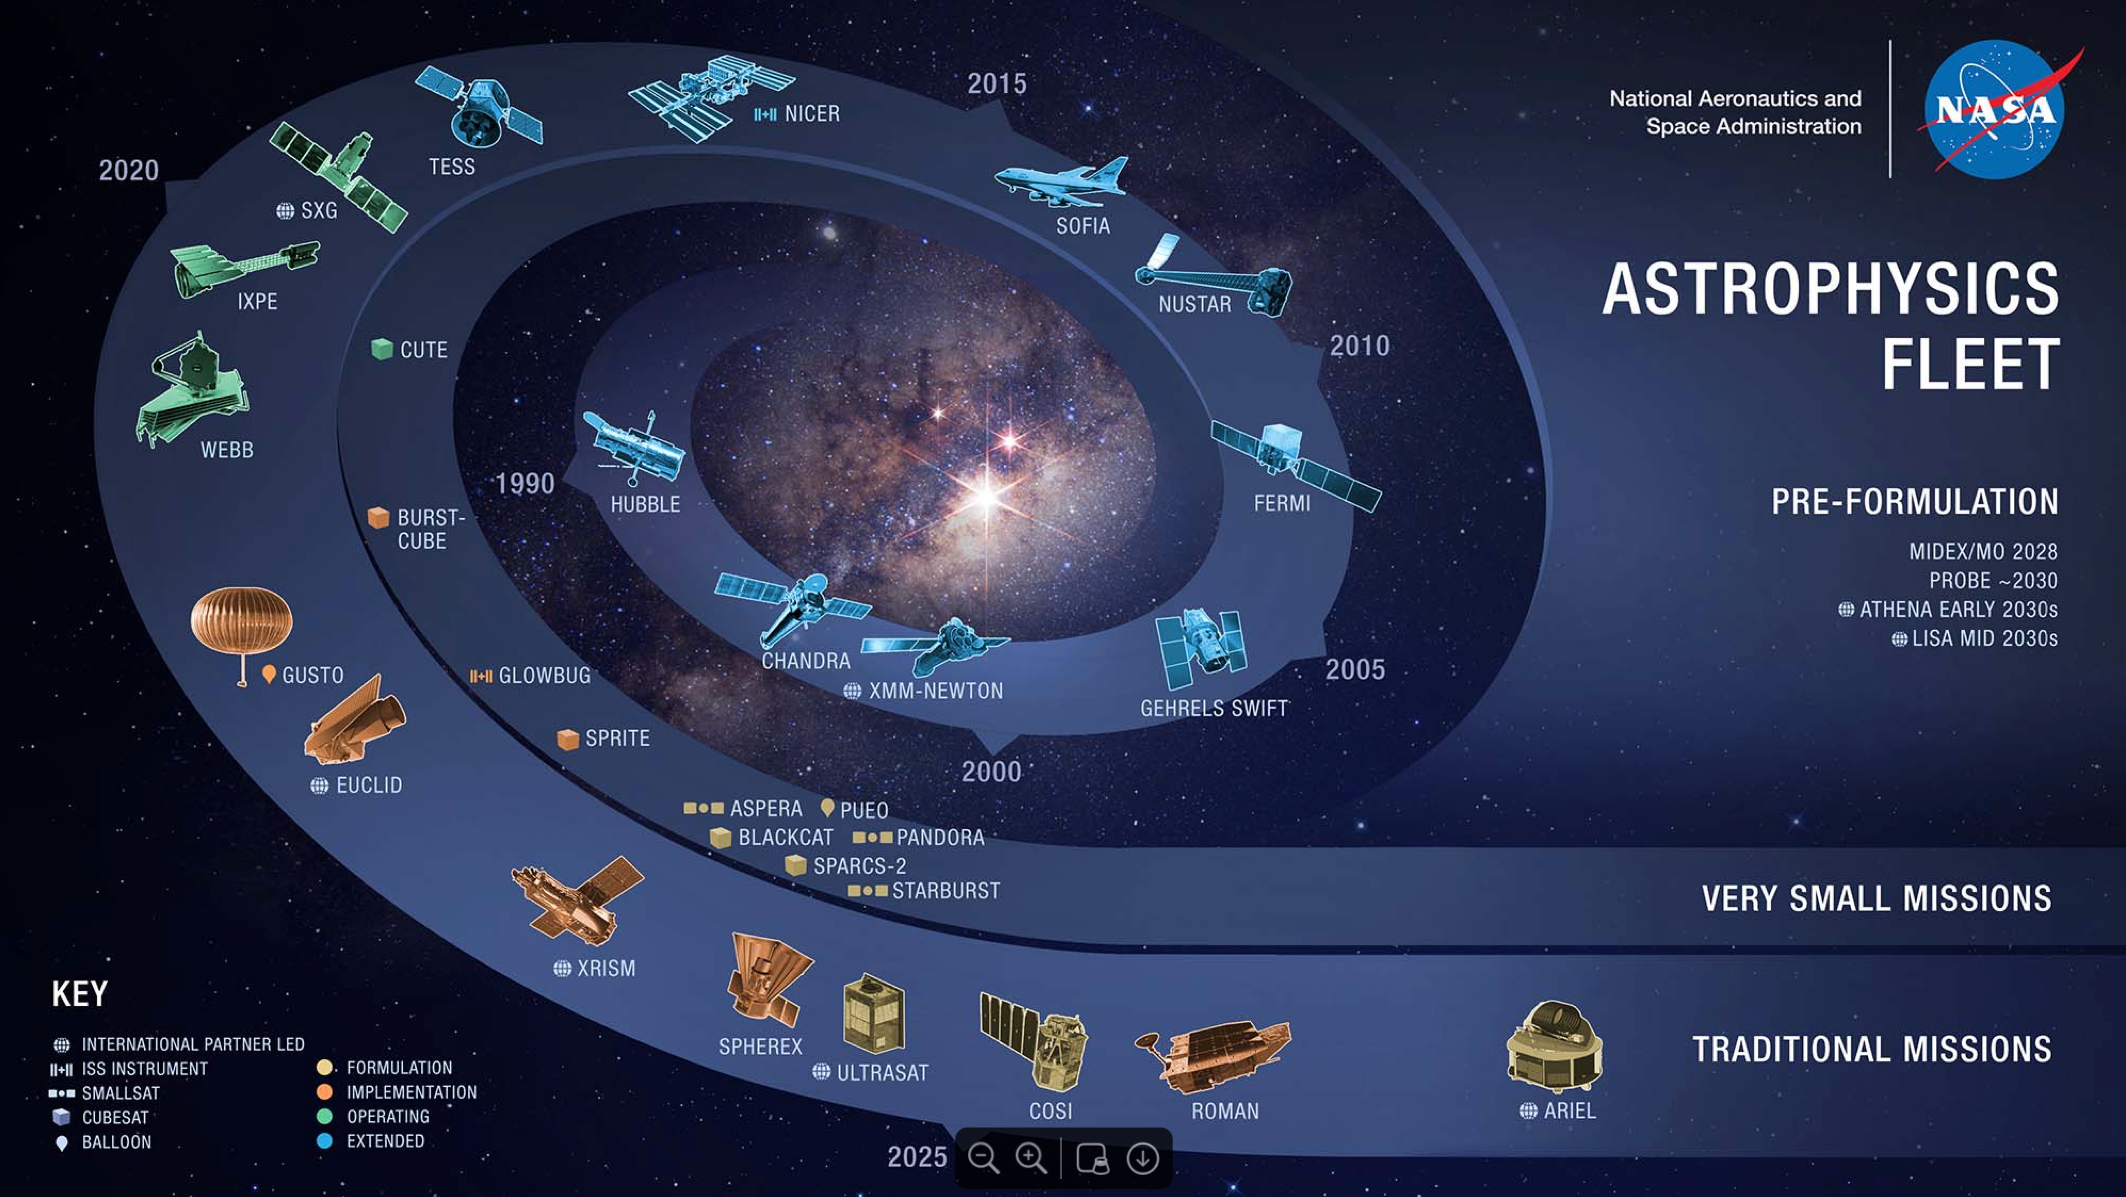 National Aeronautics and
Space Administration
NASA
ASTROPHYSICS
FLEET
PRE-FORMULATION
MIDEX/MO 2028
PROBE ~2030
ATHENA EARLY 2030s
LISA MID 2030s
2015
NICER
TESS
2020
SXG
SOFIA
IXPE
NUSTAR
2010
CUTE
WEBB
1990
HUBBLE
FERMI
BURST-
CUBE
CHANDRA
XMM-NEWTON
GEHRELS SWIFT
2005
GUSTO
GLOWBUG
SPRITE
2000
EUCLID
ASPERA
PUEO
BLACKCAT
PANDORA
SPARCS-2
STARBURST
VERY SMALL MISSIONS
XRISM
SPHEREX
ULTRASAT
COSI
ROMAN
ARIEL
TRADITIONAL MISSIONS
2025
KEY
INTERNATIONAL PARTNER LED
ISS INSTRUMENT
SMALLSAT
CUBESAT
BALLOON
FORMULATION
IMPLEMENTATION
OPERATING
EXTENDED